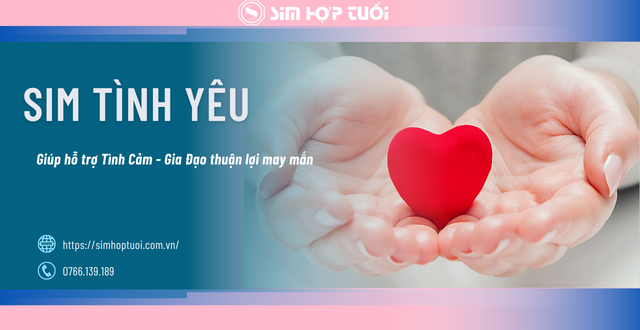 SIM HỢP TUỔI
SIM TÌNH YÊU
Giúp hỗ trợ Tình Cảm - Gia Đạo thuận lợi may mắn
https://simhoptuoi.com.vn/
0766.139.189